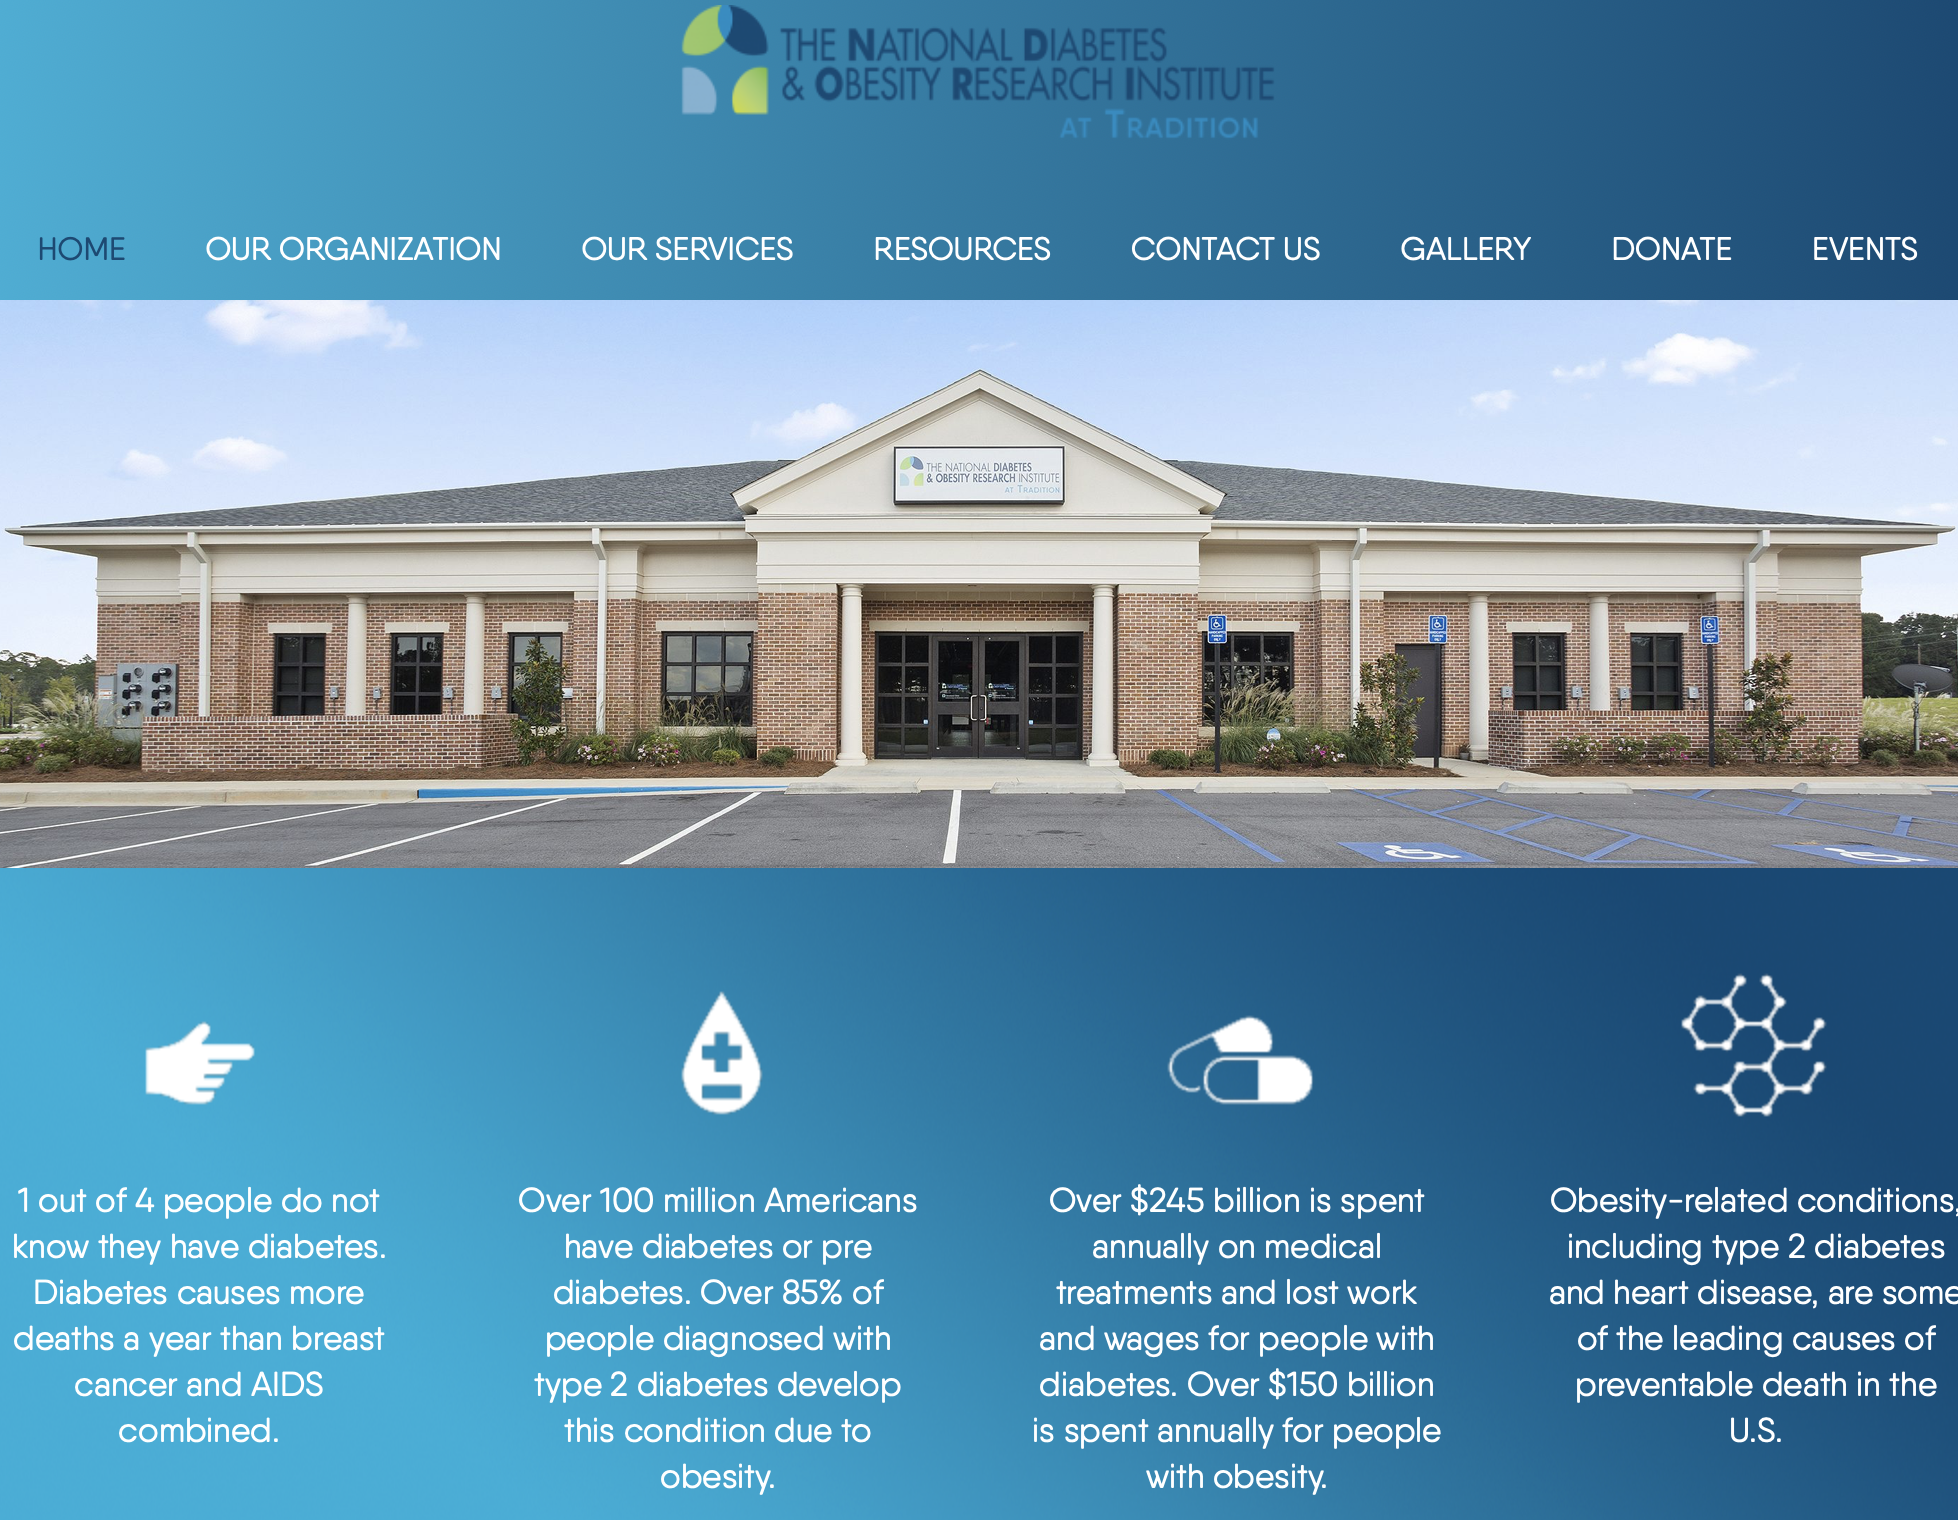 THE NATIONAL DIABETES
& OBESITY RESEARCH INSTITUTE
AT TRADITION
HOME
OUR ORGANIZATION
OUR SERVICES
RESOURCES
CONTACT US
GALLERY
DONATE
EVENTS
THE NATIONAL DIABETES
& OBESITY RESEARCH INSTITUTE
AT TRADITION
1 out of 4 people do not
know they have diabetes.
Diabetes causes more
deaths a year than breast
cancer and AIDS
combined.
Over 100 million Americans
have diabetes or pre
diabetes. Over 85% of
people diagnosed with
type 2 diabetes develop
this condition due to
obesity.
Over $245 billion is spent
annually on medical
treatments and lost work
and wages for people with
diabetes. Over $150 billion
is spent annually for people
with obesity.
Obesity-related conditions,
including type 2 diabetes
and heart disease, are some
of the leading causes of
preventable death in the
U.S.